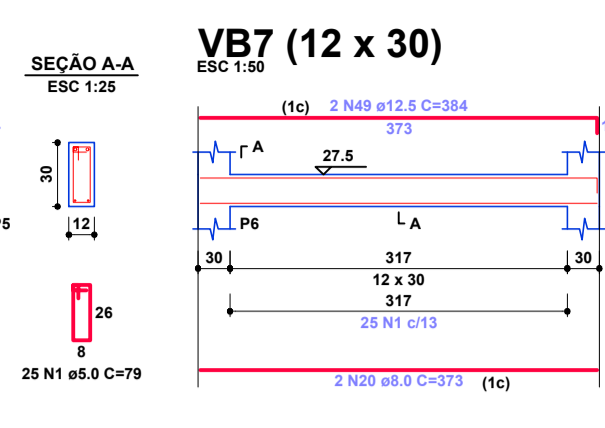 VB7 (12 x 30)
ESC 1:50
SEÇÃO A-A
ESC 1:25
30
12
26
8
25 N1 ø5.0 C=79
(1c) 2 N49 ø12.5 C=384
373
A
27.5
A
P6
30 317 30
12 x 30
317
25 N1 c/13
2 N20 ø8.0 C=373 (1c)